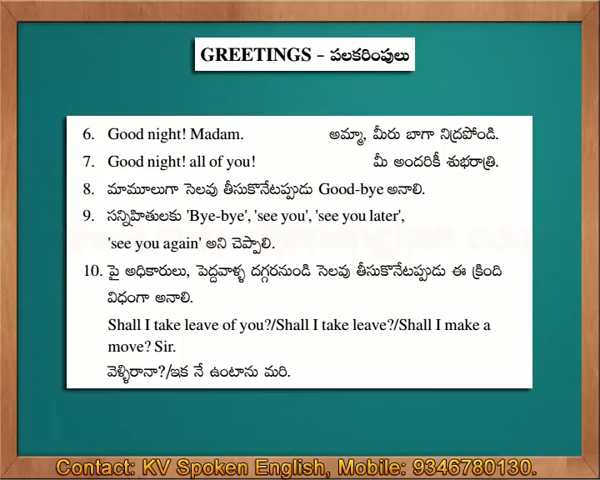 GREETINGS - పలకరింపులు
6. Good night! Madam. అమ్మా, మీరు బాగా నిద్రపోండి.
7. Good night! all of you! మీ అందరికీ శుభరాత్రి.
8. మామూలుగా సెలవు తీసుకొనేటప్పుడు Good-bye అనాలి.
9. సన్నిహితులకు 'Bye-bye', 'see you', 'see you later',
'see you again' అని చెప్పాలి.
10. పై అధికారులు, పెద్దవాళ్ళ దగ్గరనుండి సెలవు తీసుకొనేటప్పుడు ఈ క్రింది
విధంగా అనాలి.
Shall I take leave of you?/Shall I take leave?/Shall I make a
move? Sir.
వెళ్ళిరానా?/ఇక నే ఉంటాను మరి.
Contact: KV Spoken English, Mobile: 9346780130.